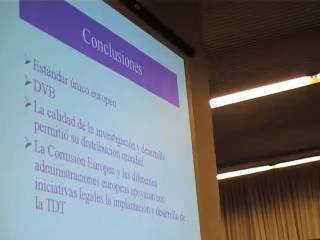 Conclusiones
Estándar único europeo
DVB
La calidad de la investigación y desarrollo
permitió su distribución mundial
La Comisión Europea y las diferentes
administraciones europeas apoyaron con
iniciativas legales la implantación y desarrollo de
la TDT